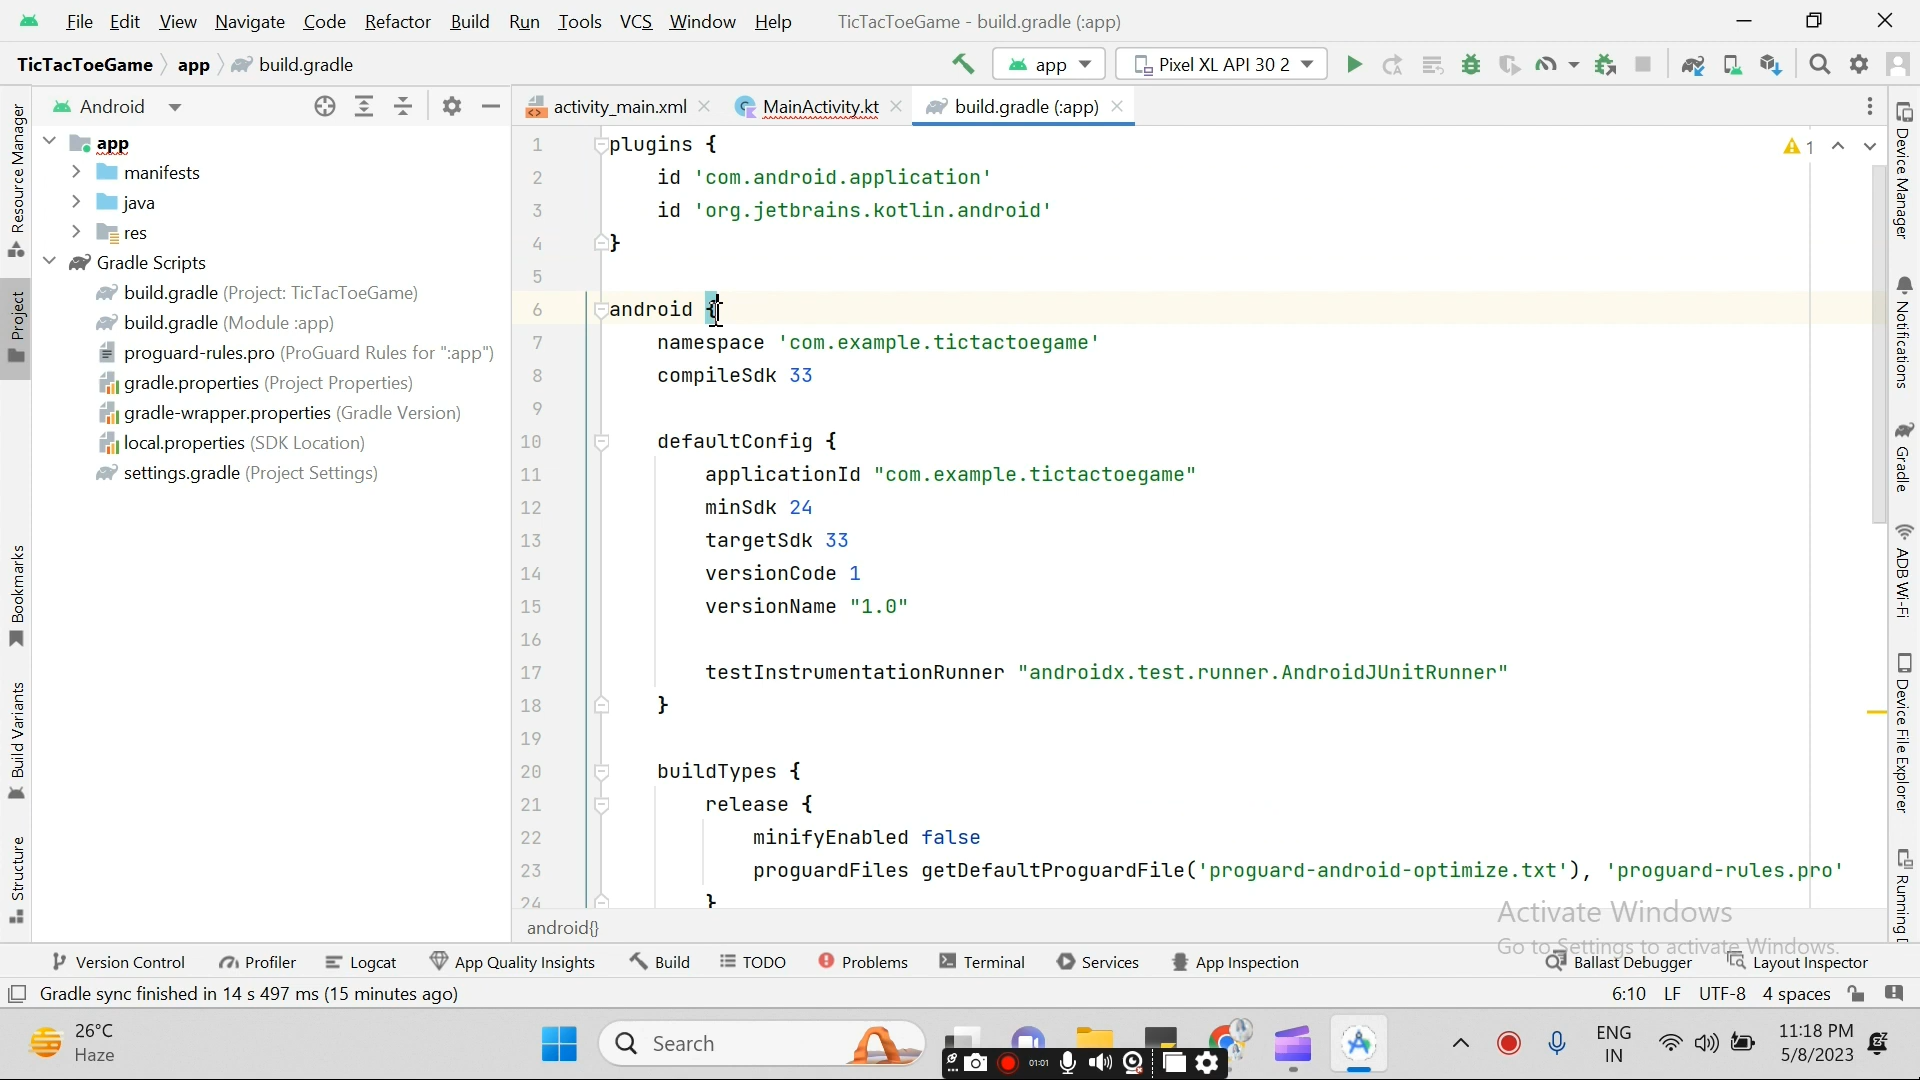 File Edit View Navigate Code Refactor Build Run Tools VCS Window Help TicTacToeGame - build.gradle (:app)
TicTacToeGame app build.gradle
app Pixel XL API 30 2
Android
activity_main.xml MainActivity.kt build.gradle (:app)
Resource Manager
Project
Bookmarks
Build Variants
Structure
app
manifests
java
res
Gradle Scripts
build.gradle (Project: TicTacToeGame)
build.gradle (Module :app)
proguard-rules.pro (ProGuard Rules for ":app")
gradle.properties (Project Properties)
gradle-wrapper.properties (Gradle Version)
local.properties (SDK Location)
settings.gradle (Project Settings)
1 plugins {
2 id 'com.android.application'
3 id 'org.jetbrains.kotlin.android'
4 }
5
6 android {
7 namespace 'com.example.tictactoegame'
8 compileSdk 33
9
10 defaultConfig {
11 applicationId "com.example.tictactoegame"
12 minSdk 24
13 targetSdk 33
14 versionCode 1
15 versionName "1.0"
16
17 testInstrumentationRunner "androidx.test.runner.AndroidJUnitRunner"
18 }
19
20 buildTypes {
21 release {
22 minifyEnabled false
23 proguardFiles getDefaultProguardFile('proguard-android-optimize.txt'), 'proguard-rules.pro'
24 }
1
android{}
Device Manager
Notifications
Gradle
ADB Wi-Fi
Device File Explorer
Running
Activate Windows
Go to Settings to activate Windows.
Version Control Profiler Logcat App Quality Insights Build TODO Problems Terminal Services App Inspection Ballast Debugger Layout Inspector
Gradle sync finished in 14 s 497 ms (15 minutes ago) 6:10 LF UTF-8 4 spaces
26°C
Haze
Search
01:01
ENG
IN
11:18 PM
5/8/2023